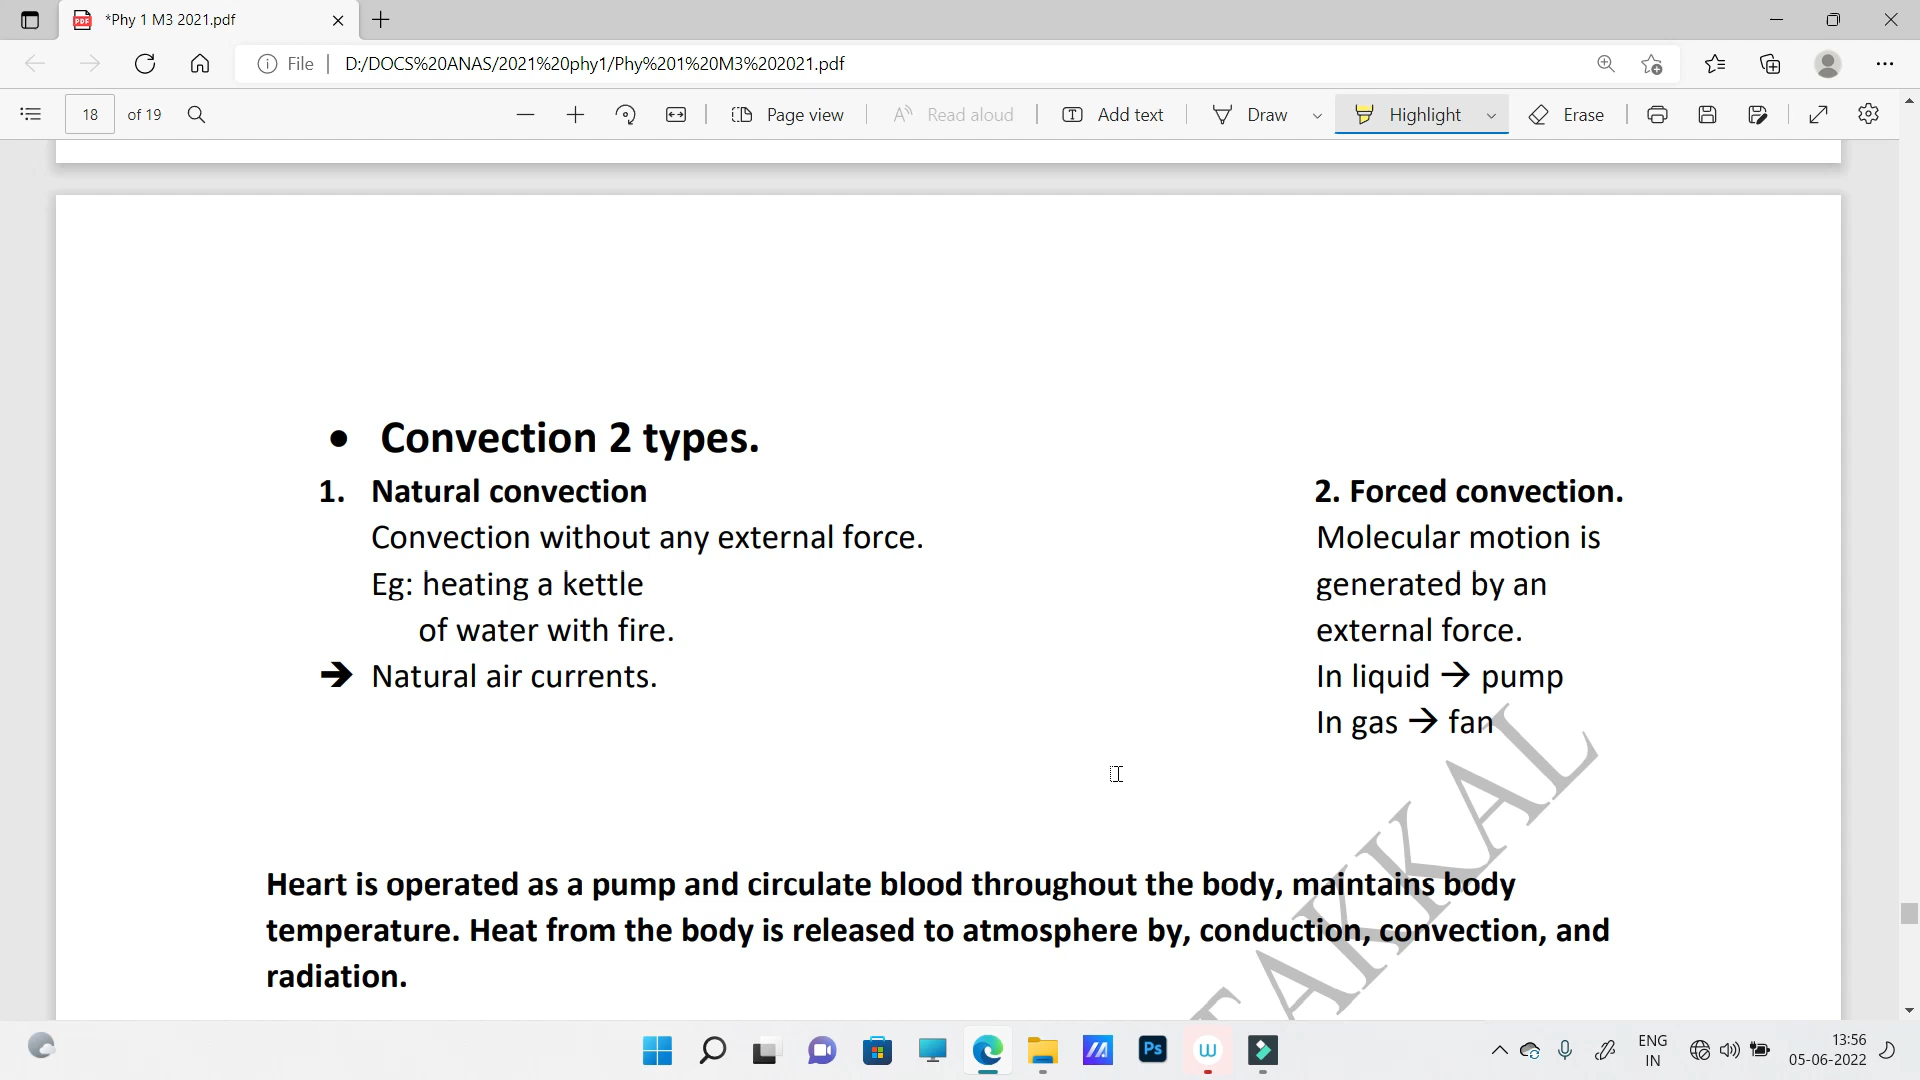 *Phy 1 M3 2021.pdf
File
D:/DOCS%20ANAS/2021%20phy1/Phy%201%20M3%202021.pdf
18 of 19
Page view
Read aloud
Add text
Draw
Highlight
Erase
• Convection 2 types.
1. Natural convection
Convection without any external force.
Eg: heating a kettle
of water with fire.
➔ Natural air currents.
2. Forced convection.
Molecular motion is
generated by an
external force.
In liquid → pump
In gas → fan
Heart is operated as a pump and circulate blood throughout the body, maintains body
temperature. Heat from the body is released to atmosphere by, conduction, convection, and
radiation.
TAKKAL
Ps
ENG
IN
13:56
05-06-2022